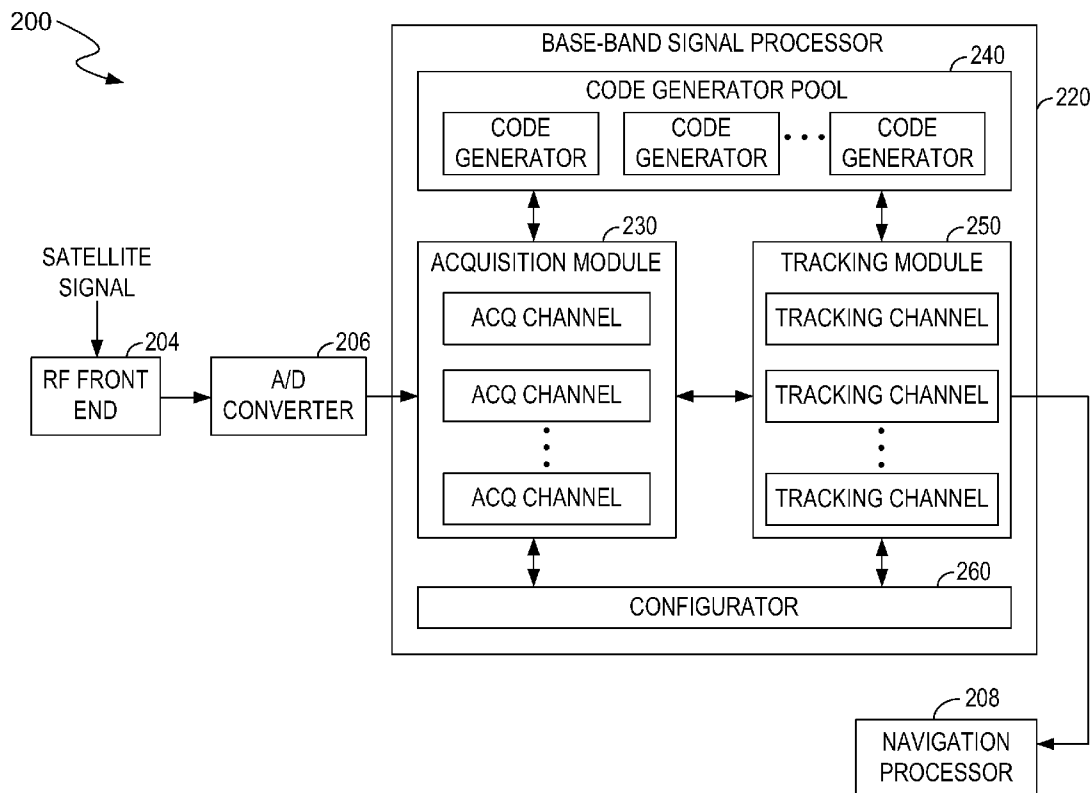 200
BASE-BAND SIGNAL PROCESSOR
240
CODE GENERATOR POOL
220
CODE
GENERATOR
CODE
GENERATOR
CODE
GENERATOR
230
250
SATELLITE
SIGNAL
ACQUISITION MODULE
TRACKING MODULE
ACQ CHANNEL
TRACKING CHANNEL
204
206
RF FRONT
END
A/D
CONVERTER
ACQ CHANNEL
TRACKING CHANNEL
ACQ CHANNEL
TRACKING CHANNEL
260
CONFIGURATOR
208
NAVIGATION
PROCESSOR